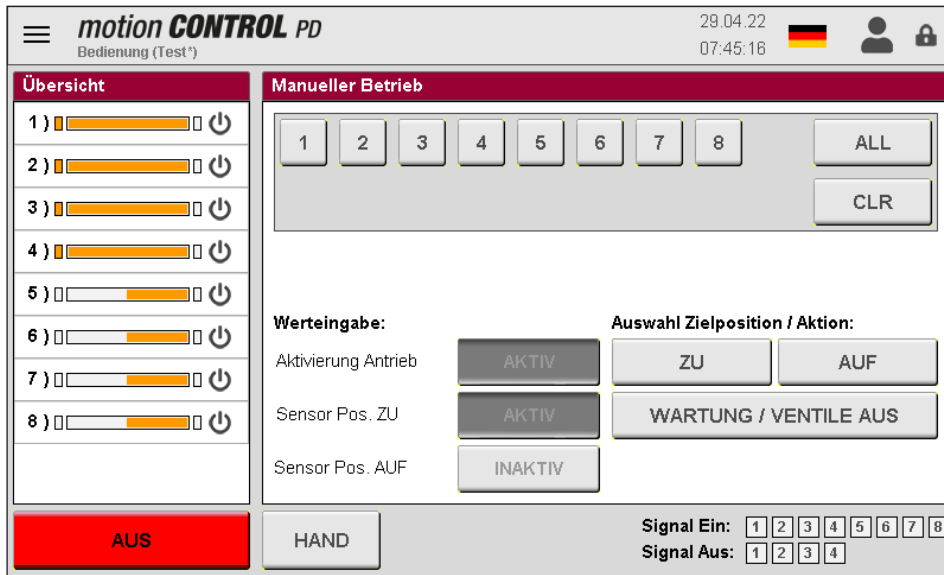 motion CONTROL PD
Bedienung (Test*)
29.04.22
07:45:16
Übersicht
1 )
2 )
3 )
4 )
5 )
6 )
7 )
8 )
Manueller Betrieb
1 2 3 4 5 6 7 8 ALL
CLR
Werteingabe:
Auswahl Zielposition / Aktion:
Aktivierung Antrieb AKTIV ZU AUF
Sensor Pos. ZU AKTIV WARTUNG / VENTILE AUS
Sensor Pos. AUF INAKTIV
AUS HAND
Signal Ein: 1 2 3 4 5 6 7 8
Signal Aus: 1 2 3 4